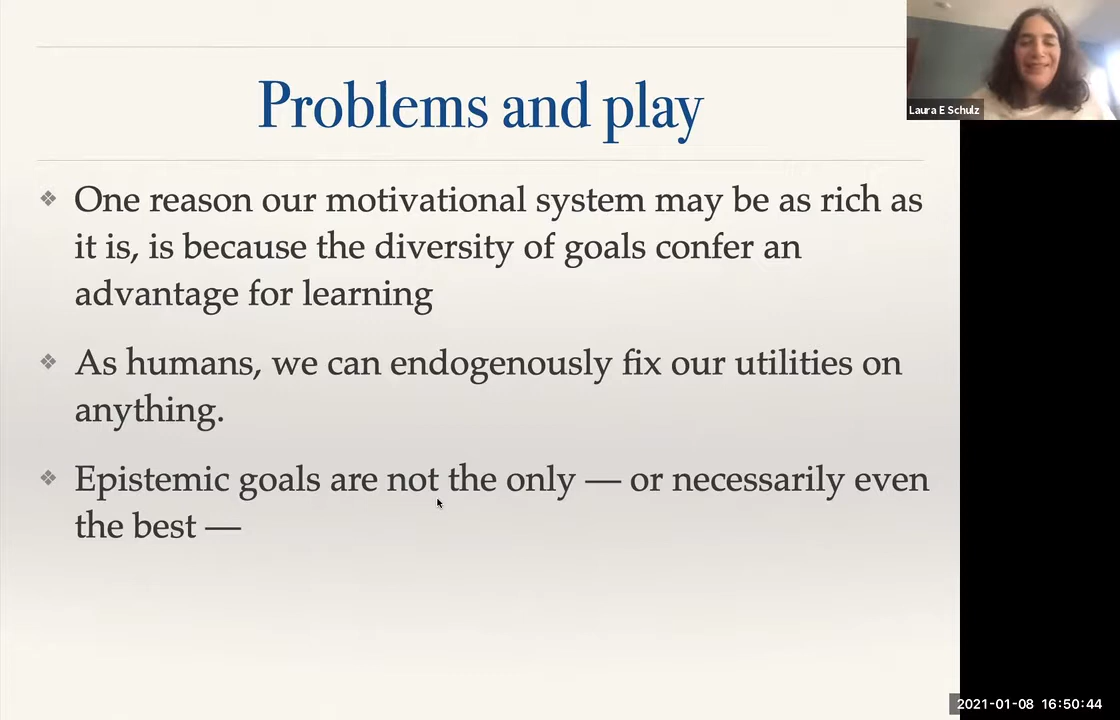 Problems and play
Laura E Schulz
❖ One reason our motivational system may be as rich as
it is, is because the diversity of goals confer an
advantage for learning
❖ As humans, we can endogenously fix our utilities on
anything.
❖ Epistemic goals are not the only — or necessarily even
the best —
2021-01-08 16:50:44